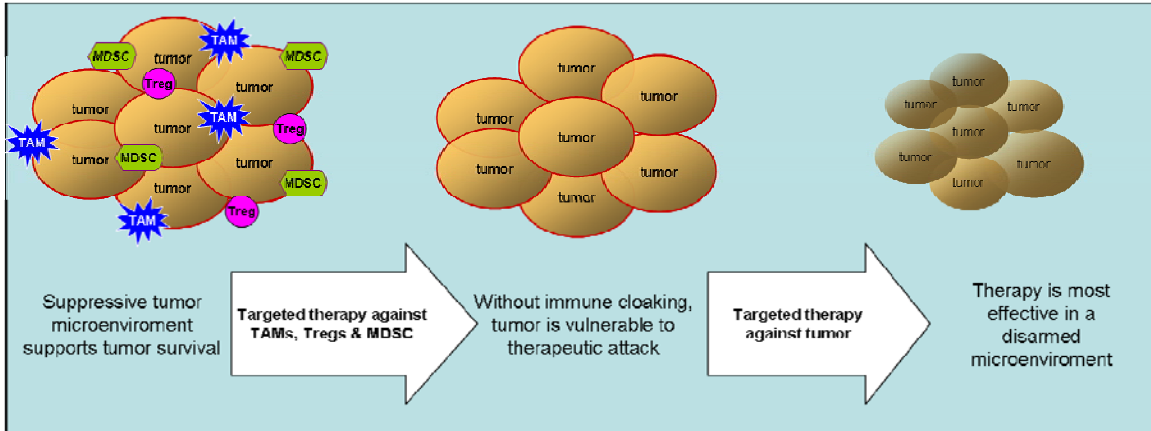 TAM
MDSC
tumor
MDSC
Treg
tumor
tumor
TAM
tumor
Treg
TAM
tumor
MDSC
tumor
MDSC
tumor
Treg
TAM
tumor
tumor
tumor
tumor
tumor
tumor
tumor
tumor
tumor
tumor
tumor
tumor
tumor
tumor
Suppressive tumor
microenviroment
supports tumor survival
Targeted therapy against
TAMs, Tregs & MDSC
Without immune cloaking,
tumor is vulnerable to
therapeutic attack
Targeted therapy
against tumor
Therapy is most
effective in a
disarmed
microenviroment